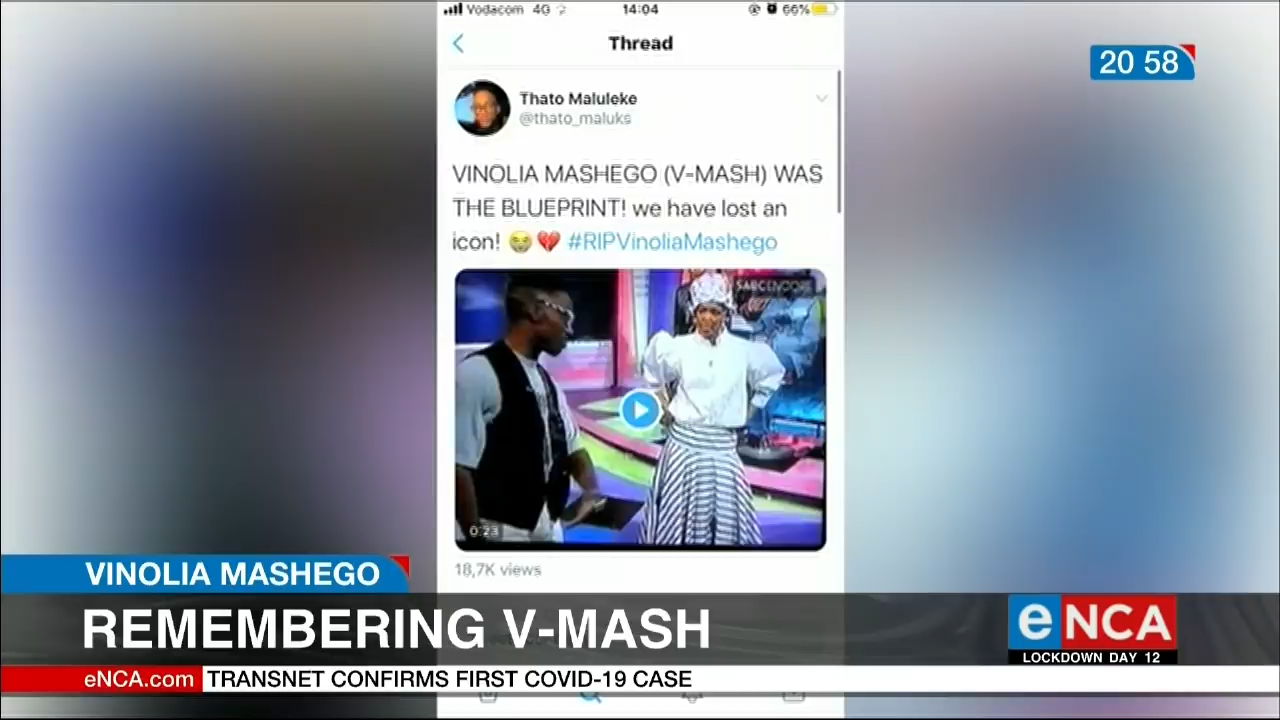 Vodacom 4G 14:04 66%
Thread
20 58
Thato Maluleke
@thato_maluks
VINOLIA MASHEGO (V-MASH) WAS
THE BLUEPRINT! we have lost an
icon! 😭 💔 #RIPVinoliaMashego
SABC ENCORE
0:23
18,7K views
VINOLIA MASHEGO
REMEMBERING V-MASH
eNCA
LOCKDOWN DAY 12
eNCA.com TRANSNET CONFIRMS FIRST COVID-19 CASE